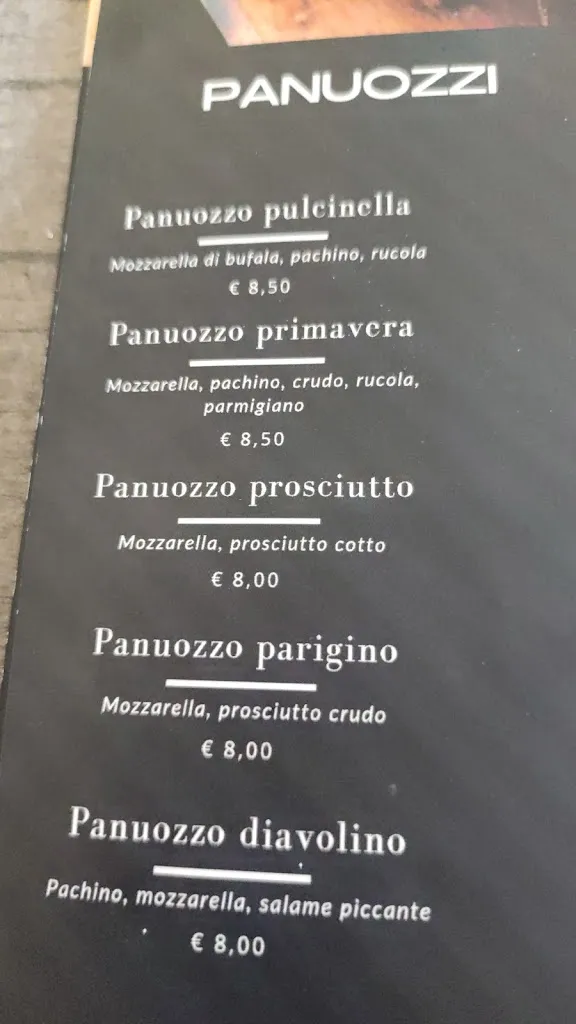 PANUOZZI
Panuozzo pulcinella
Mozzarella di bufala, pachino, rucola
€ 8,50
Panuozzo primavera
Mozzarella, pachino, crudo, rucola,
parmigiano
€ 8,50
Panuozzo prosciutto
Mozzarella, prosciutto cotto
€ 8,00
Panuozzo parigino
Mozzarella, prosciutto crudo
€ 8,00
Panuozzo diavolino
Pachino, mozzarella, salame piccante
€ 8,00